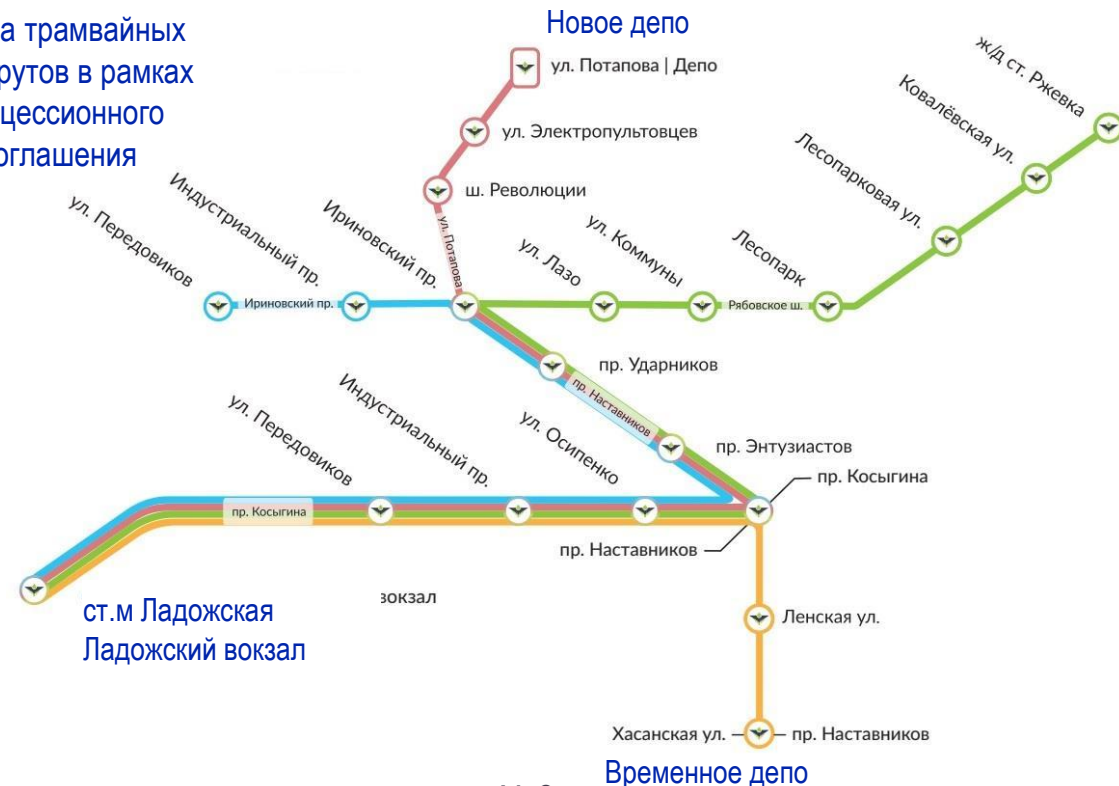 а трамвайных
рутов в рамках
цессионного
оглашения
Новое депо
ул. Потапова | Депо
ул. Электропультовцев
ш. Революции
ул. Потапова
ж/д ст. Ржевка
Ковалёвская ул.
Лесопарковая ул.
Лесопарк
ул. Коммуны
ул. Лазо
Ириновский пр.
Индустриальный пр.
ул. Передовиков
Ириновский пр.
Рябовское ш.
пр. Ударников
пр. Наставников
пр. Энтузиастов
ул. Передовиков
Индустриальный пр.
ул. Осипенко
пр. Косыгина
пр. Косыгина
пр. Наставников
ст.м Ладожская
Ладожский вокзал
вокзал
Ленская ул.
Хасанская ул.
пр. Наставников
Временное депо